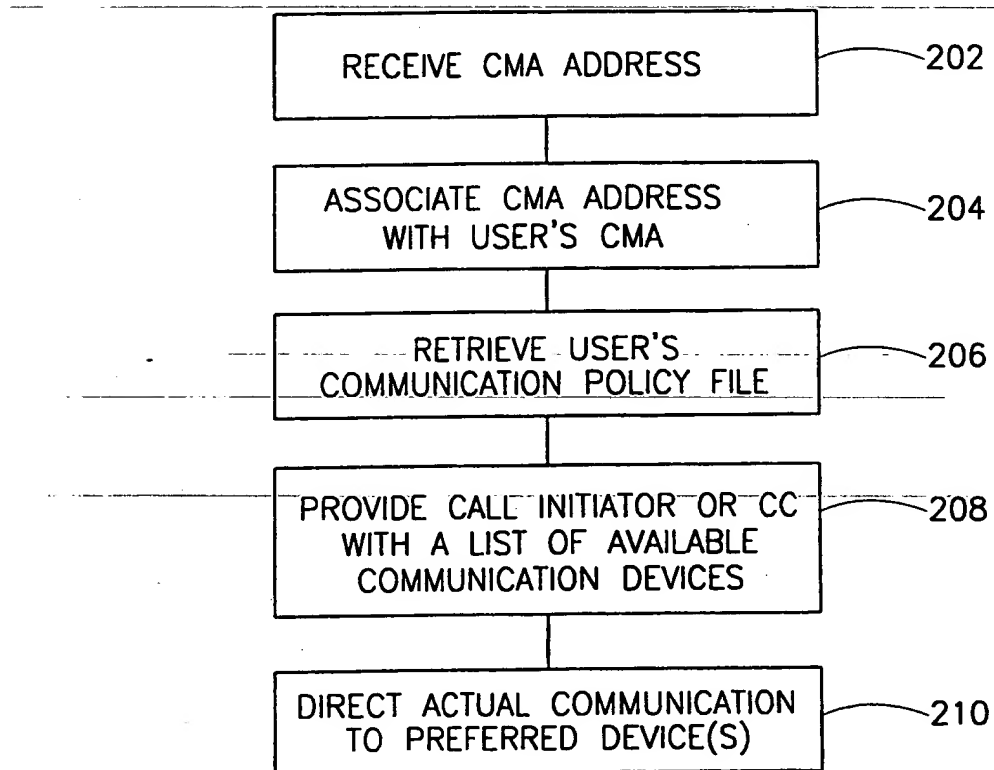 RECEIVE CMA ADDRESS
202
ASSOCIATE CMA ADDRESS
WITH USER'S CMA
204
RETRIEVE USER'S
COMMUNICATION POLICY FILE
206
PROVIDE CALL INITIATOR OR CC
WITH A LIST OF AVAILABLE
COMMUNICATION DEVICES
208
DIRECT ACTUAL COMMUNICATION
TO PREFERRED DEVICE(S)
210